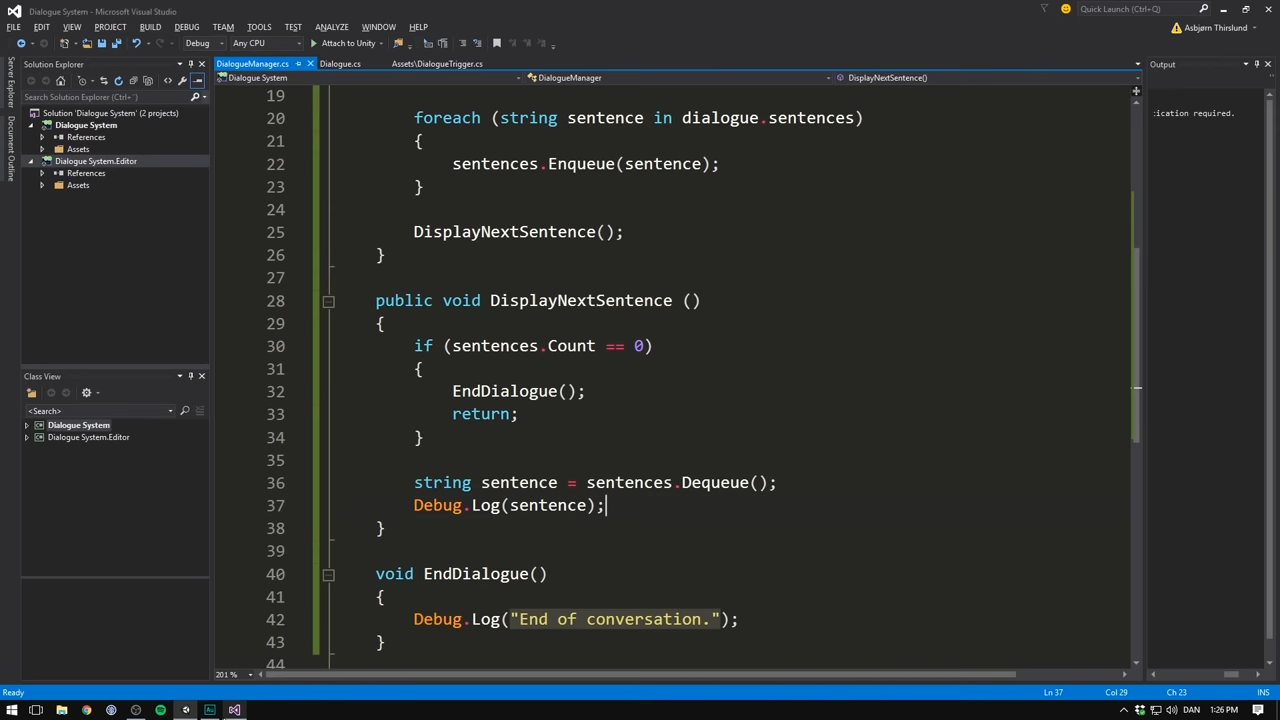 Dialogue System - Microsoft Visual Studio
Quick Launch (Ctrl+Q)
FILE EDIT VIEW PROJECT BUILD DEBUG TEAM TOOLS TEST ANALYZE WINDOW HELP
Asbjørn Thirslund
Debug Any CPU Attach to Unity
Server Explorer
Document Outline
Solution Explorer
Search Solution Explorer (Ctrl+')
Solution 'Dialogue System' (2 projects)
Dialogue System
References
Assets
Dialogue System.Editor
References
Assets
Class View
<Search>
Dialogue System
Dialogue System.Editor
DialogueManager.cs Dialogue.cs Assets\DialogueTrigger.cs
Dialogue System DialogueManager DisplayNextSentence()
19
20 foreach (string sentence in dialogue.sentences)
21 {
22 sentences.Enqueue(sentence);
23 }
24
25 DisplayNextSentence();
26 }
27
28 public void DisplayNextSentence ()
29 {
30 if (sentences.Count == 0)
31 {
32 EndDialogue();
33 return;
34 }
35
36 string sentence = sentences.Dequeue();
37 Debug.Log(sentence);
38 }
39
40 void EndDialogue()
41 {
42 Debug.Log("End of conversation.");
43 }
44
201 %
Output
ication required.
Ready Ln 37 Col 29 Ch 23 INS
DAN 1:26 PM